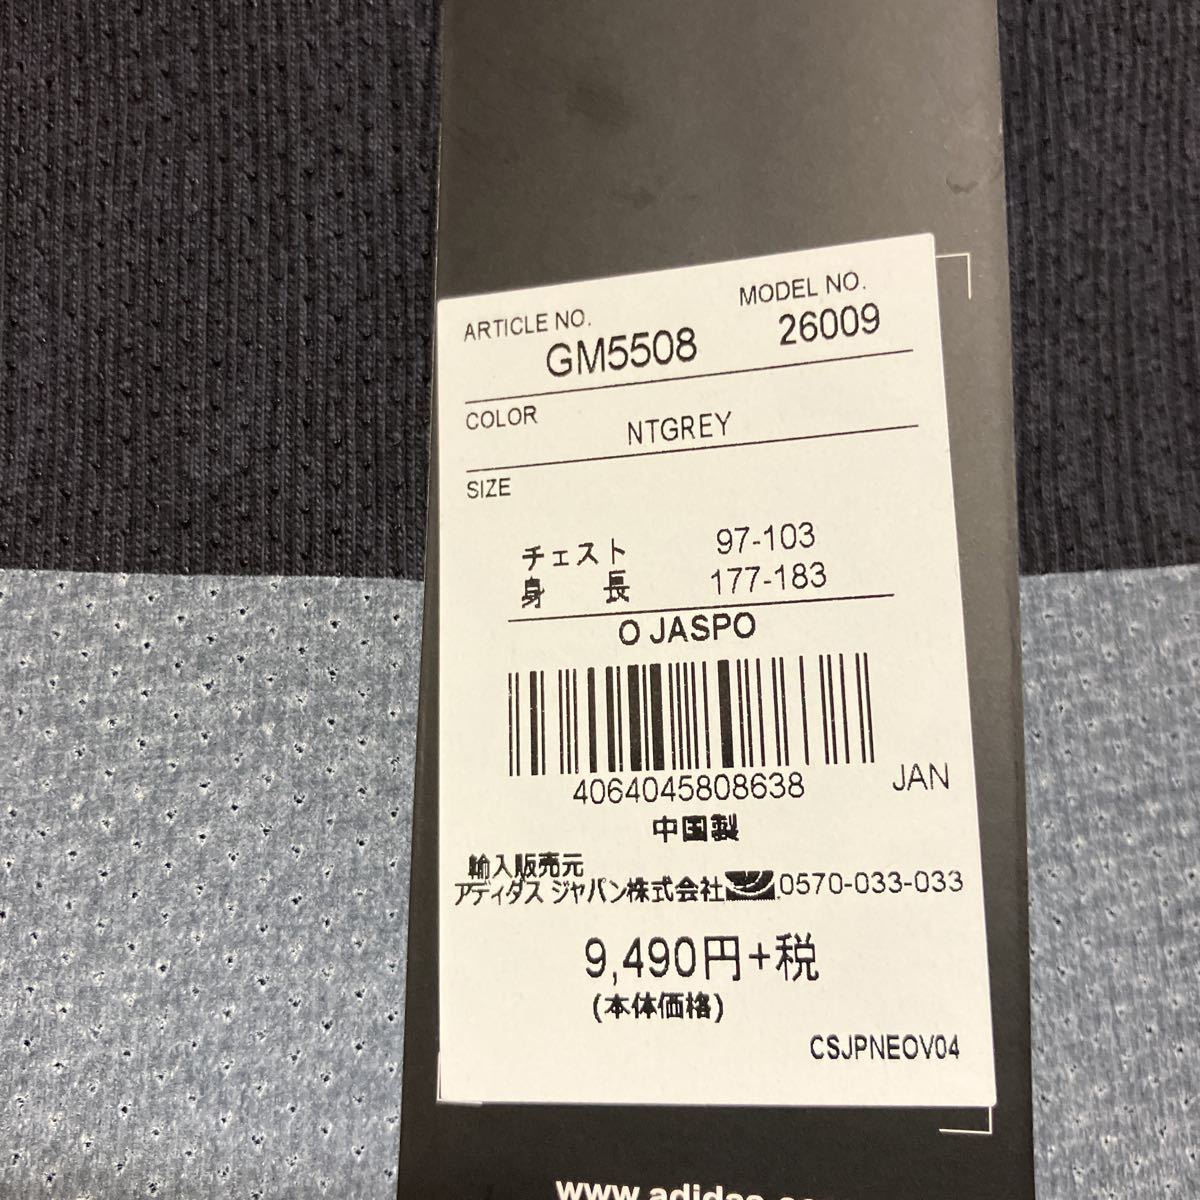 ARTICLE NO. MODEL NO.
GM5508 26009
COLOR
NTGREY
SIZE
チェスト 97-103
身 長 177-183
O JASPO
4064045808638 JAN
中国製
輸入販売元
アディダス ジャパン株式会社 0570-033-033
9,490円+税
(本体価格)
CSJPNEOV04
www.adidas.co